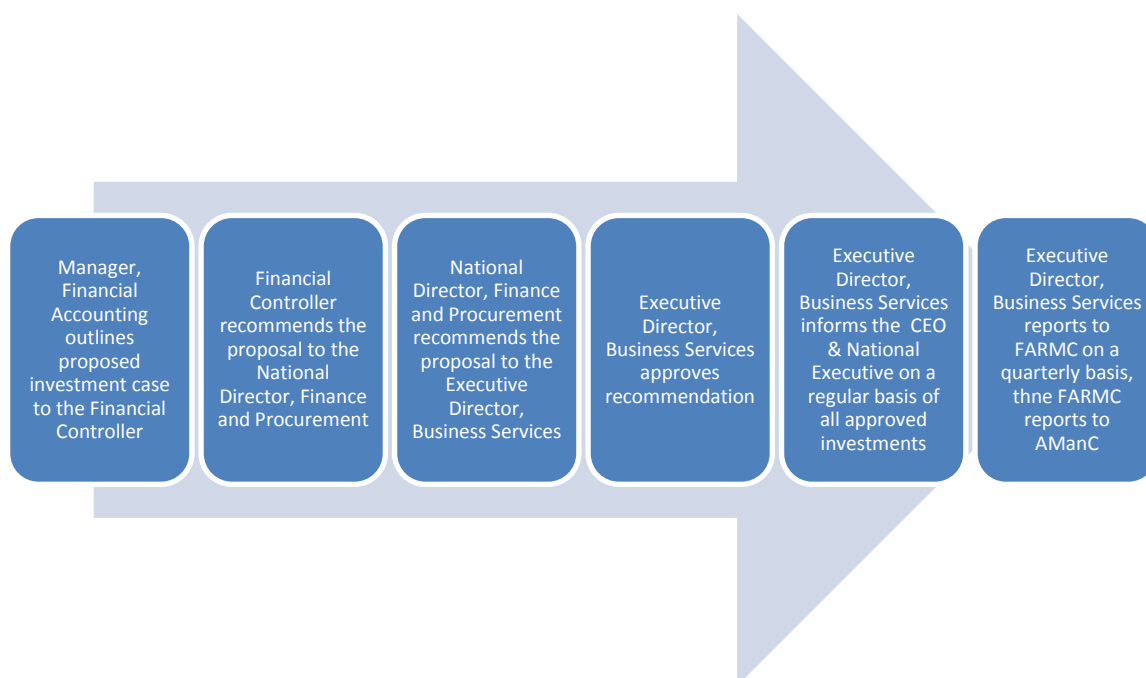 Manager,
Financial
Accounting
outlines
proposed
investment case
to the Financial
Controller
Financial
Controller
recommends the
proposal to the
National
Director, Finance
and Procurement
National
Director, Finance
and Procurement
recommends the
proposal to the
Executive
Director,
Business Services
Executive
Director,
Business Services
approves
recommendation
Executive
Director,
Business Services
informs the CEO
& National
Executive on a
regular basis of
all approved
investments
Executive
Director,
Business Services
reports to
FARMC on a
quarterly basis,
thne FARMC
reports to
AManC